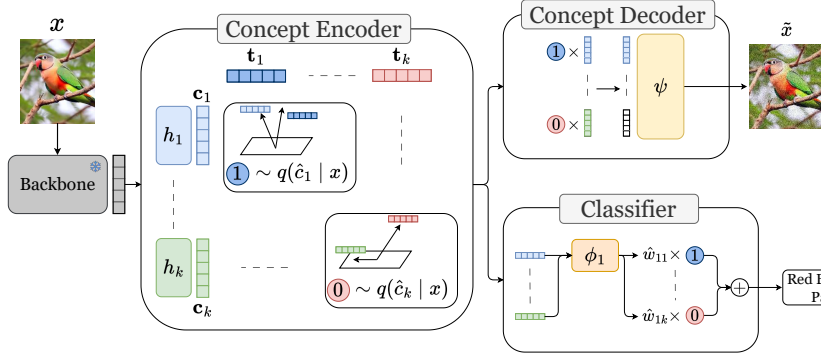 x
Concept Encoder
t₁
tₖ
c₁
h₁
1 ∼ q(ĉ₁ | x)
Backbone
hₖ
cₖ
0 ∼ q(ĉₖ | x)
Concept Decoder
1 ×
0 ×
ψ
x̃
Classifier
ϕ₁
ŵ₁₁ × 1
ŵ₁ₖ × 0
+
Red